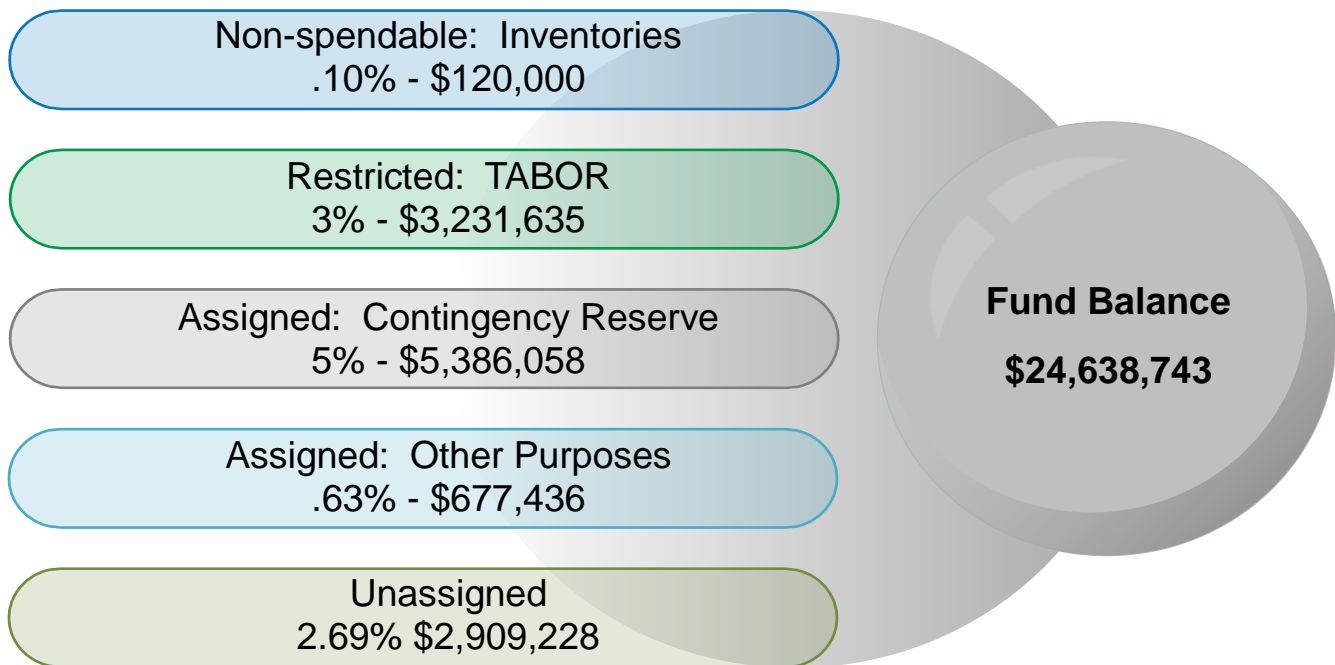 Non-spendable: Inventories
.10% - $120,000
Restricted: TABOR
3% - $3,231,635
Assigned: Contingency Reserve
5% - $5,386,058
Assigned: Other Purposes
.63% - $677,436
Unassigned
2.69% $2,909,228
Fund Balance
$24,638,743